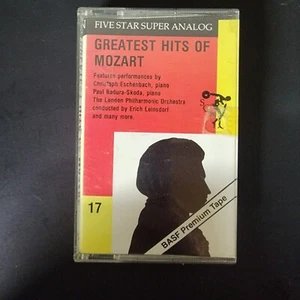 FIVE STAR SUPER ANALOG
GREATEST HITS OF
MOZART
Featured performances by
Christoph Eschenbach, piano
Paul Badura-Skoda, piano
The London Philharmonic Orchestra
conducted by Erich Leinsdorf
and many more.
17
BASF Premium Tape